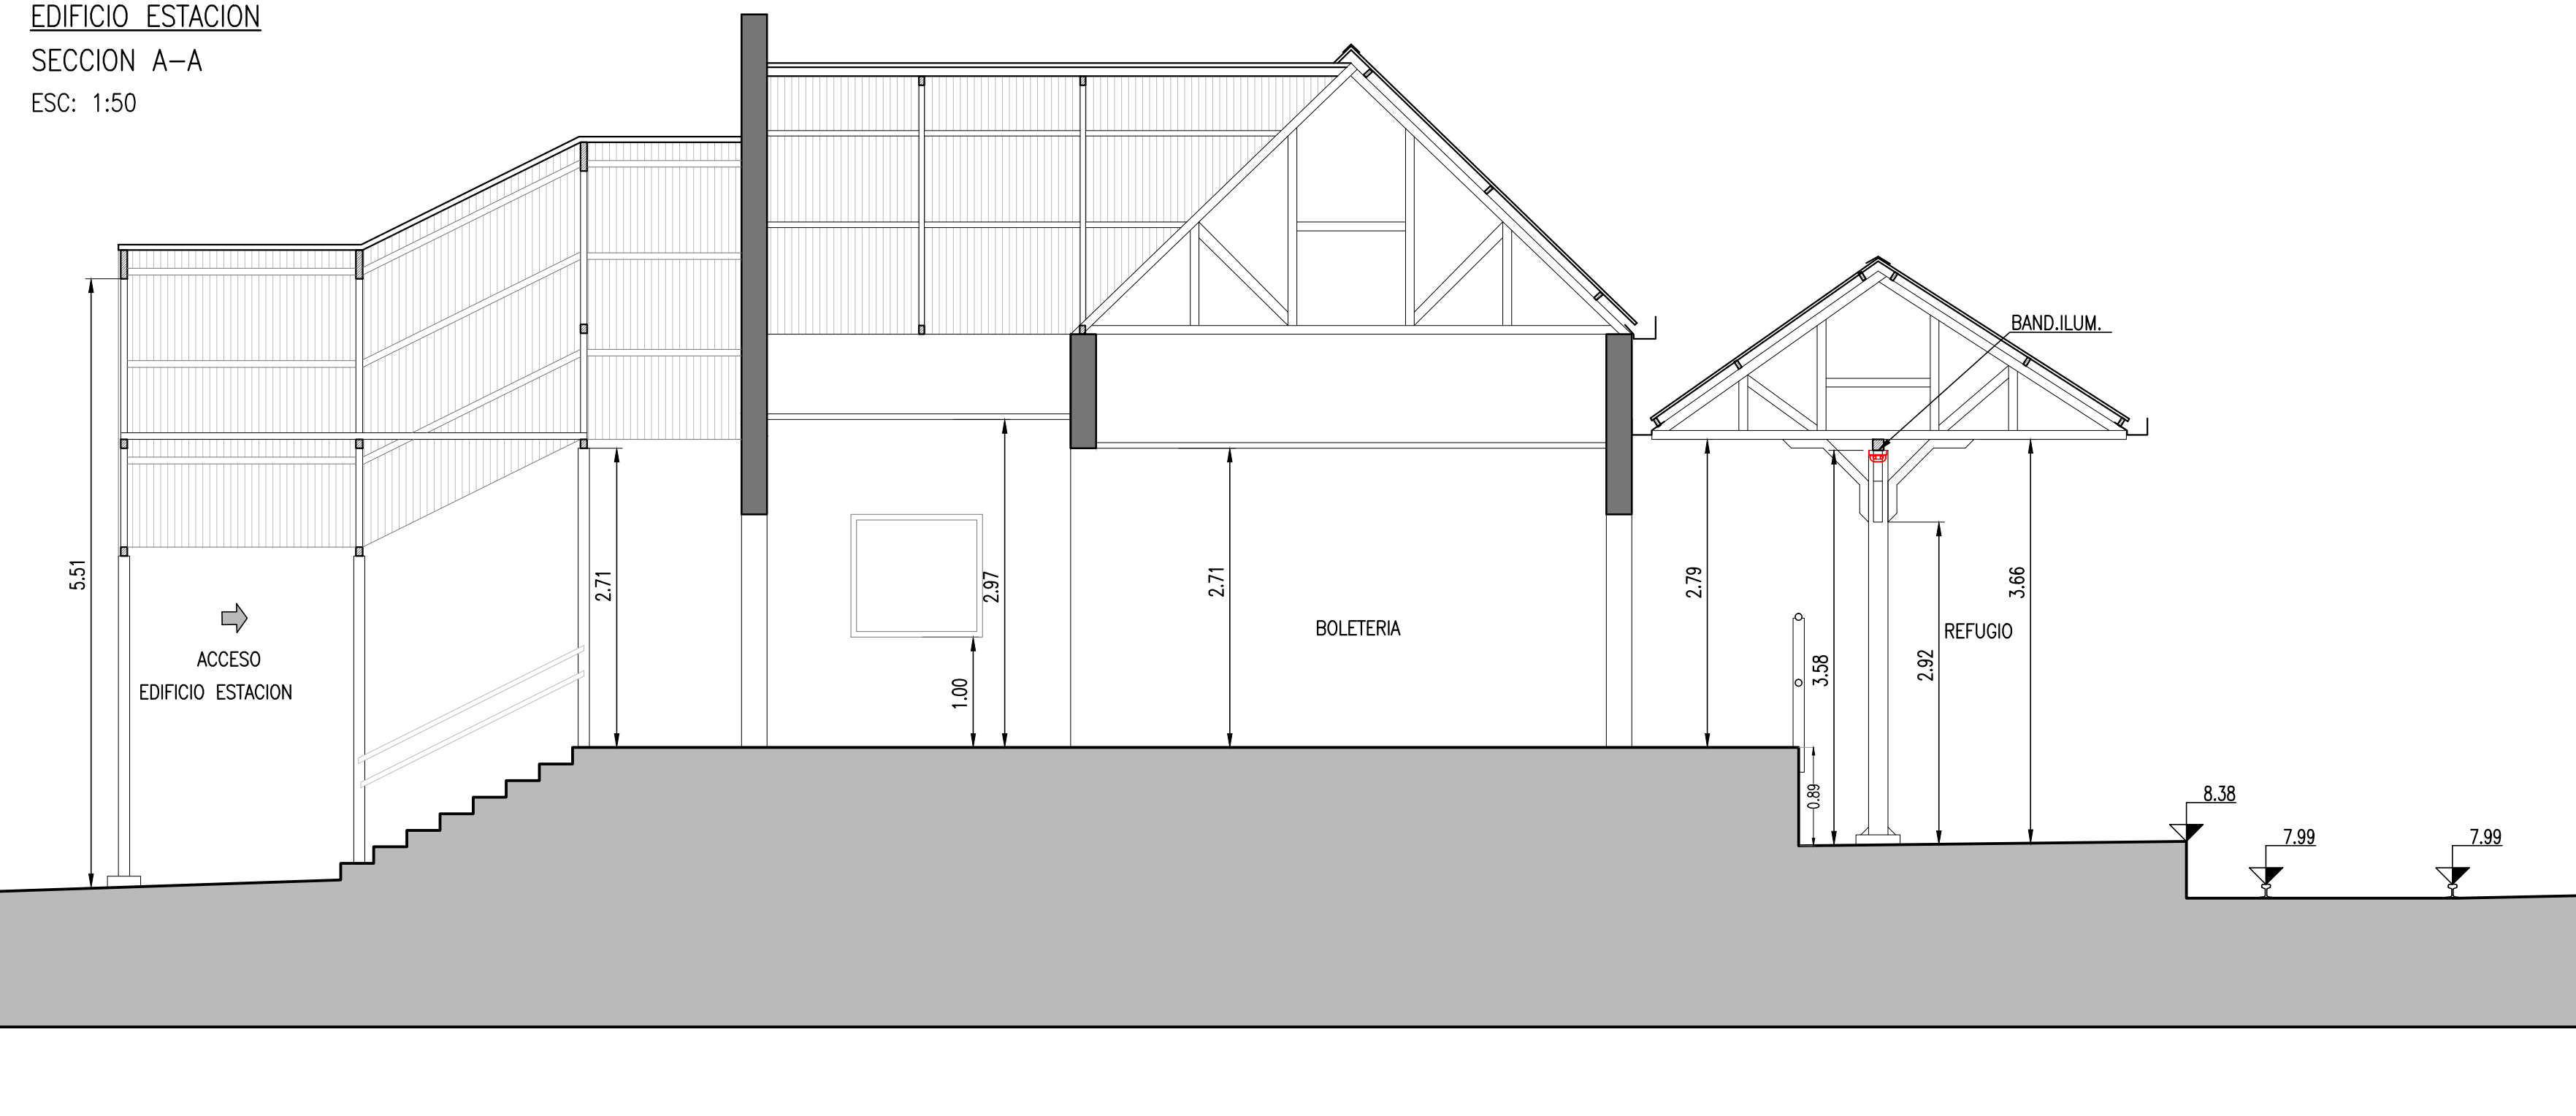 EDIFICIO ESTACION
SECCION A-A
ESC: 1:50
BAND.ILUM.
5.51
2.71
2.97
2.71
2.79
3.66
BOLETERIA
REFUGIO
ACCESO
EDIFICIO ESTACION
1.00
3.58
2.92
0.89
8.38
7.99
7.99